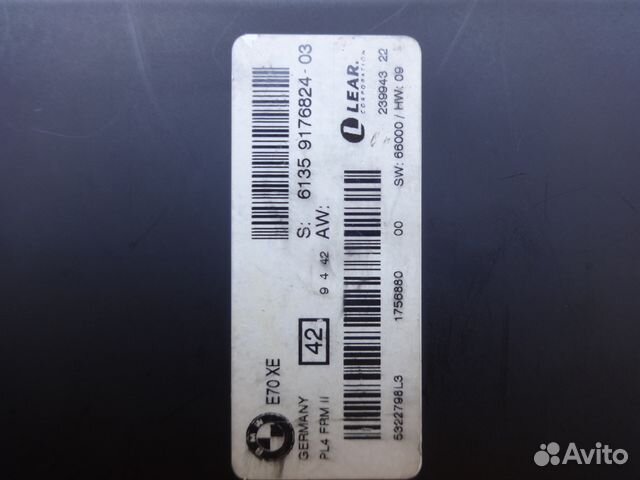 S: 6135 9176824-03
E70 XE
42
9 4 42 AW:
GERMANY
PL4 FRM II
LEAR.
CORPORATION
239943 22
5322798L3
1756880
00
SW: 66000 / HW: 09
Avito